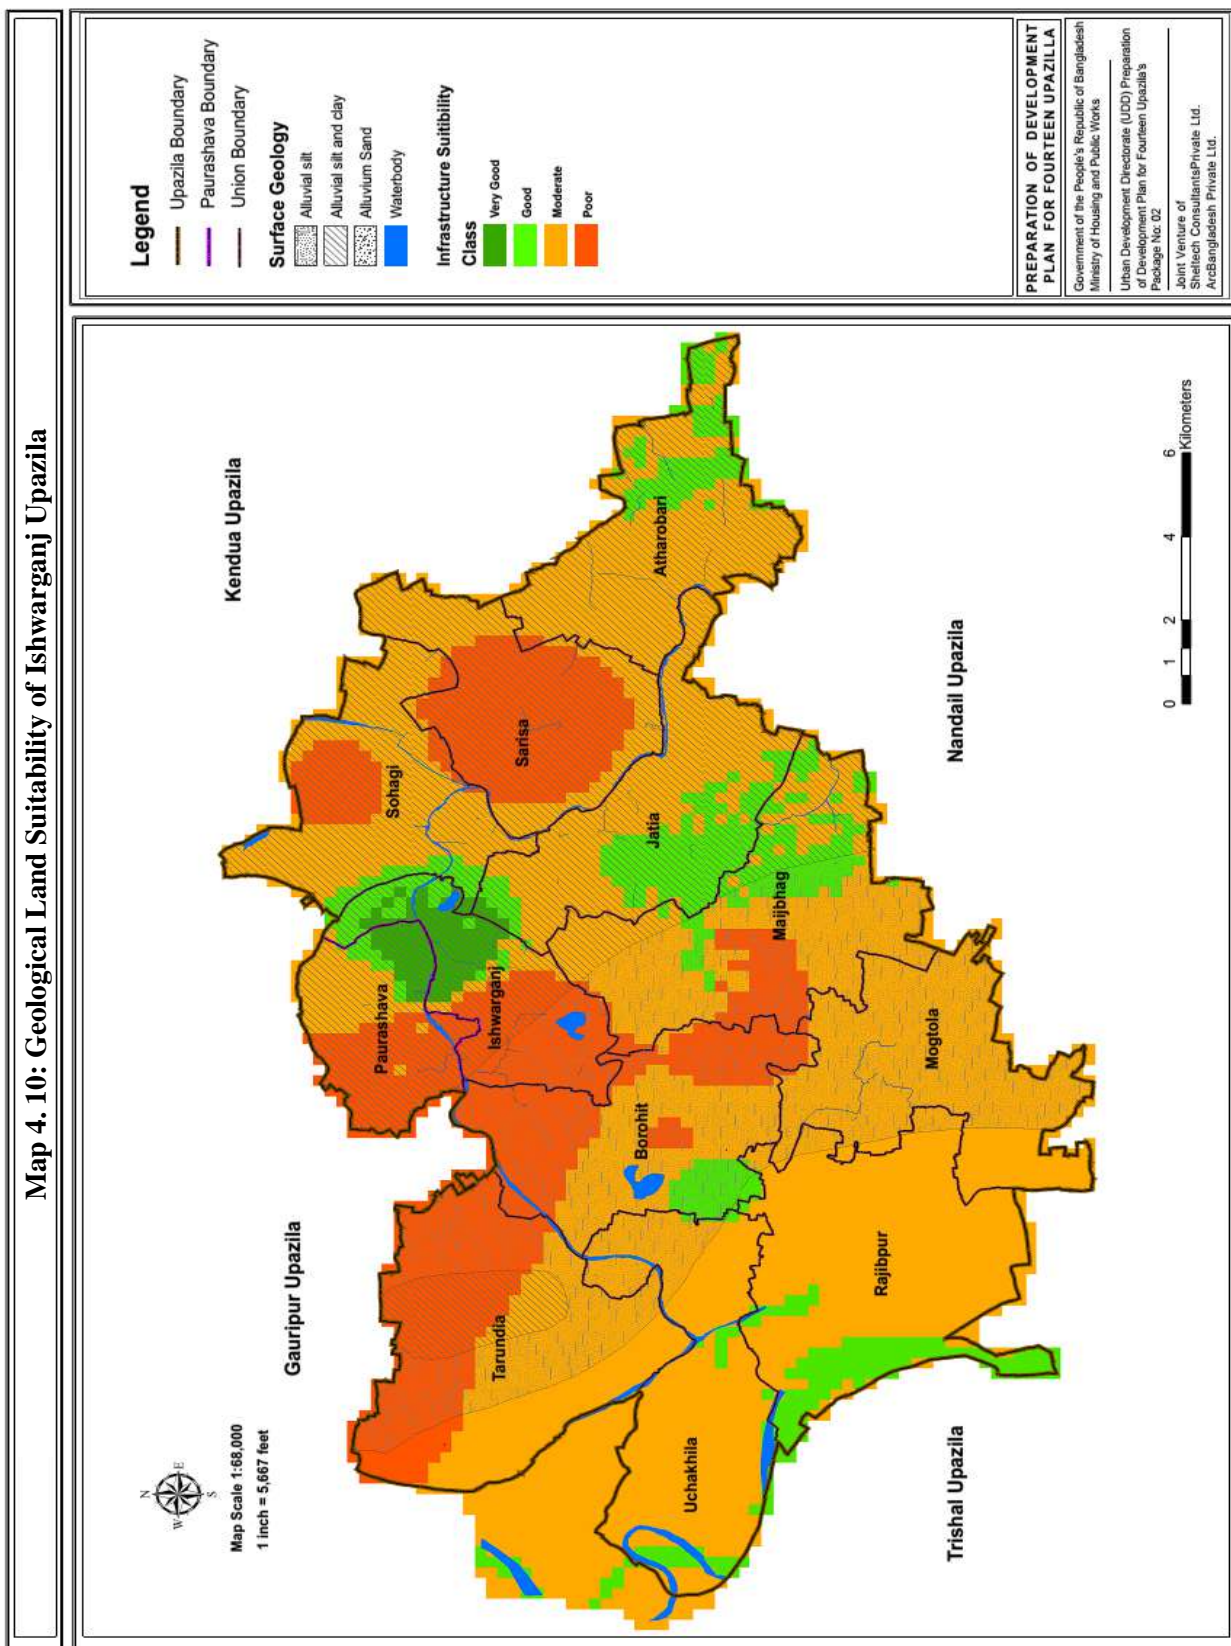 Map 4. 10: Geological Land Suitability of Ishwarganj Upazila
N
W
E
S
Map Scale 1:68,000
1 inch = 5,667 feet
Gauripur Upazila
Kendua Upazila
Trishal Upazila
Nandail Upazila
Sohagi
Paurashava
Ishwarganj
Sarisa
Atharobari
Tarundia
Borohit
Jatia
Maijbhag
Uchakhila
Rajibpur
Mogtola
0 1 2 4 6
Kilometers
Legend
Upazila Boundary
Paurashava Boundary
Union Boundary
Surface Geology
Alluvial silt
Alluvial silt and clay
Alluvium Sand
Waterbody
Infrastructure Suitibility
Class
Very Good
Good
Moderate
Poor
PREPARATION OF DEVELOPMENT
PLAN FOR FOURTEEN UPAZILLA
Government of the People's Republic of Bangladesh
Ministry of Housing and Public Works
Urban Development Directorate (UDD) Preparation
of Development Plan for Fourteen Upazila's
Package No: 02
Joint Venture of
Sheltech ConsultantsPrivate Ltd.
ArcBangladesh Private Ltd.